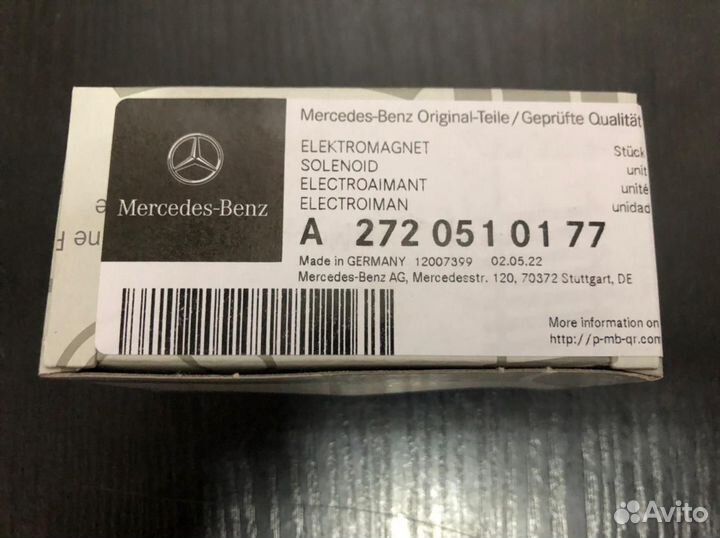 Mercedes-Benz
Mercedes-Benz Original-Teile/Geprüfte Qualität
ELEKTROMAGNET Stück
SOLENOID unit
ELECTROAIMANT unité
ELECTROIMAN unidad
A 272 051 01 77
Made in GERMANY 12007399 02.05.22
Mercedes-Benz AG, Mercedesstr. 120, 70372 Stuttgart, DE
More information on
http://p-mb-qr.com
Avito